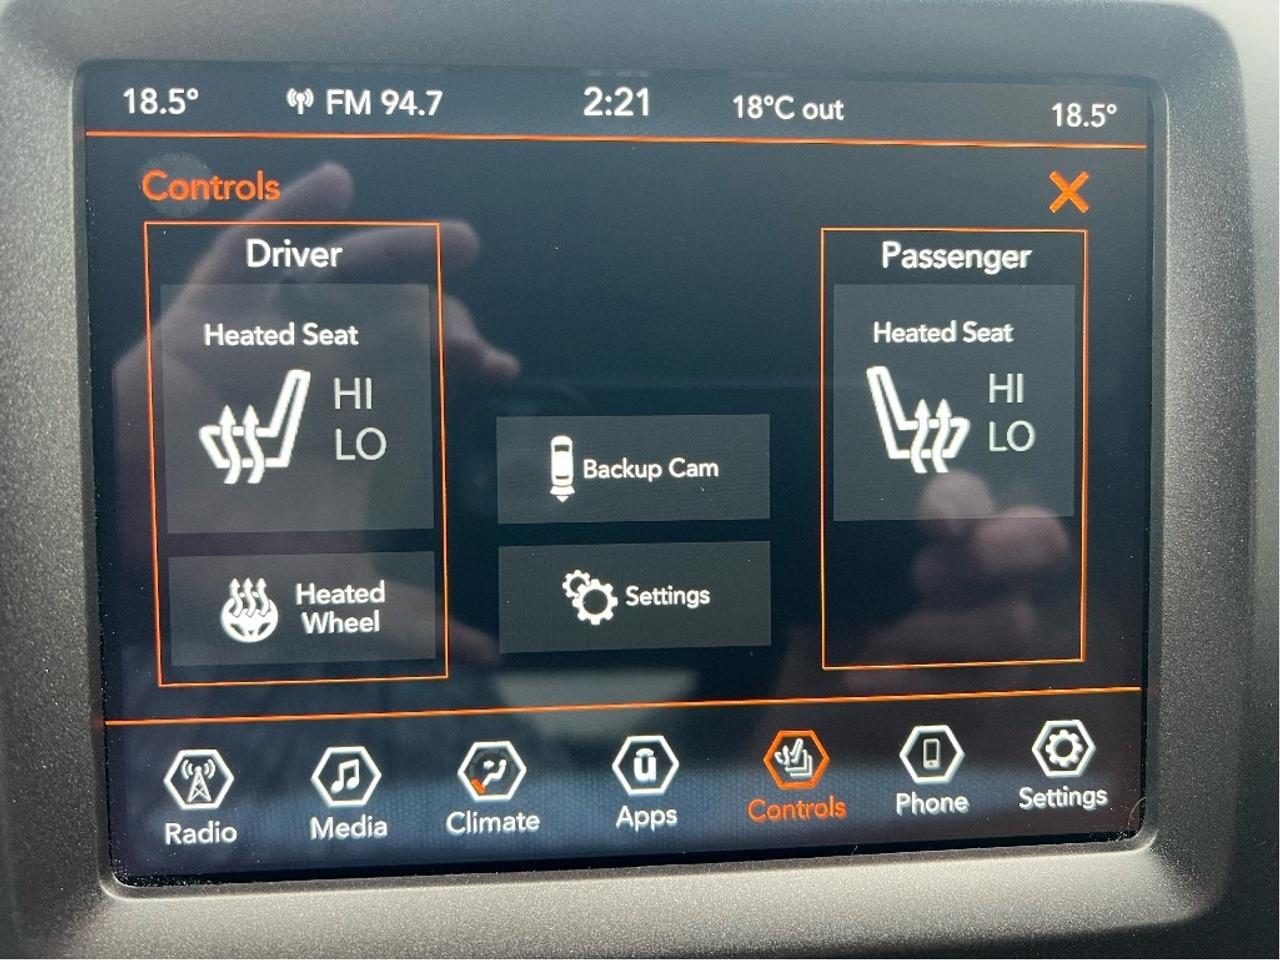 18.5° FM 94.7 2:21 18°C out 18.5°
Controls
Driver
Heated Seat
HI
LO
Heated
Wheel
Backup Cam
Settings
Passenger
Heated Seat
HI
LO
Radio Media Climate Apps Controls Phone Settings